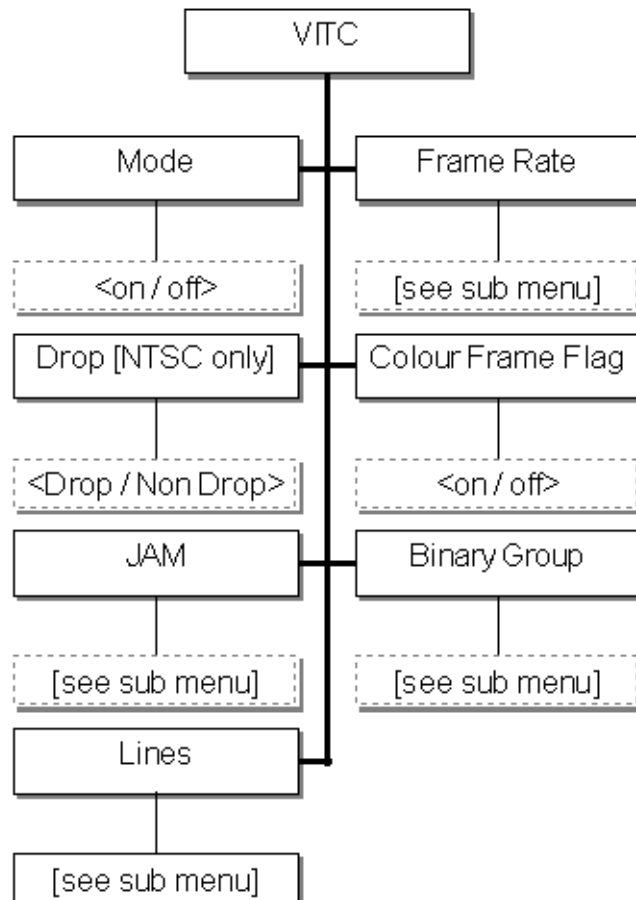 VITC
Mode
Frame Rate
<on / off>
[see sub menu]
Drop [NTSC only]
Colour Frame Flag
<Drop / Non Drop>
<on / off>
JAM
Binary Group
[see sub menu]
[see sub menu]
Lines
[see sub menu]